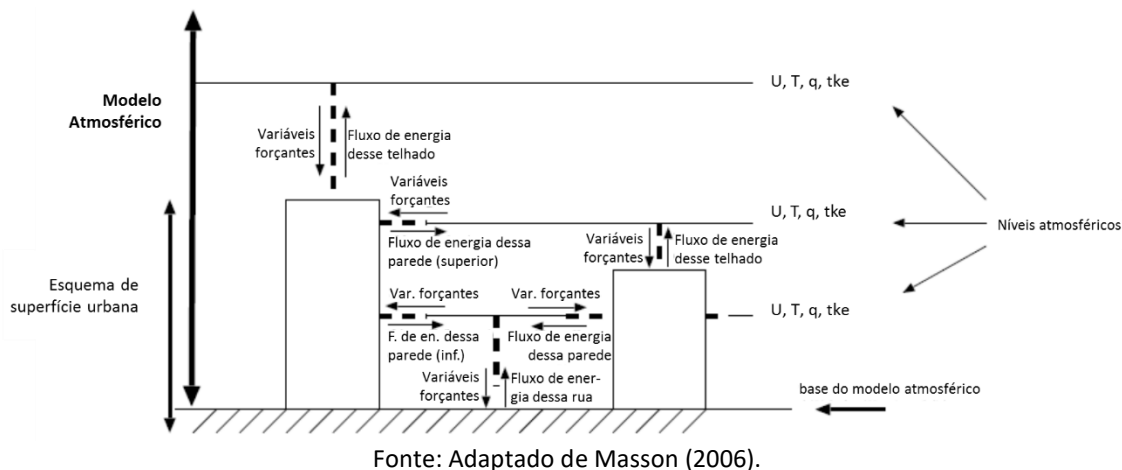 U, T, q, tke
Modelo
Atmosférico
Variáveis
forçantes
Fluxo de energia
desse telhado
Variáveis
forçantes
U, T, q, tke
Níveis atmosféricos
Fluxo de energia dessa
parede (superior)
Variáveis
forçantes
Fluxo de energia
desse telhado
Esquema de
superfície urbana
Var. forçantes
Var. forçantes
U, T, q, tke
F. de en. dessa
parede (inf.)
Fluxo de energia
dessa parede
Variáveis
forçantes
Fluxo de ener-
gia dessa rua
base do modelo atmosférico
Fonte: Adaptado de Masson (2006).